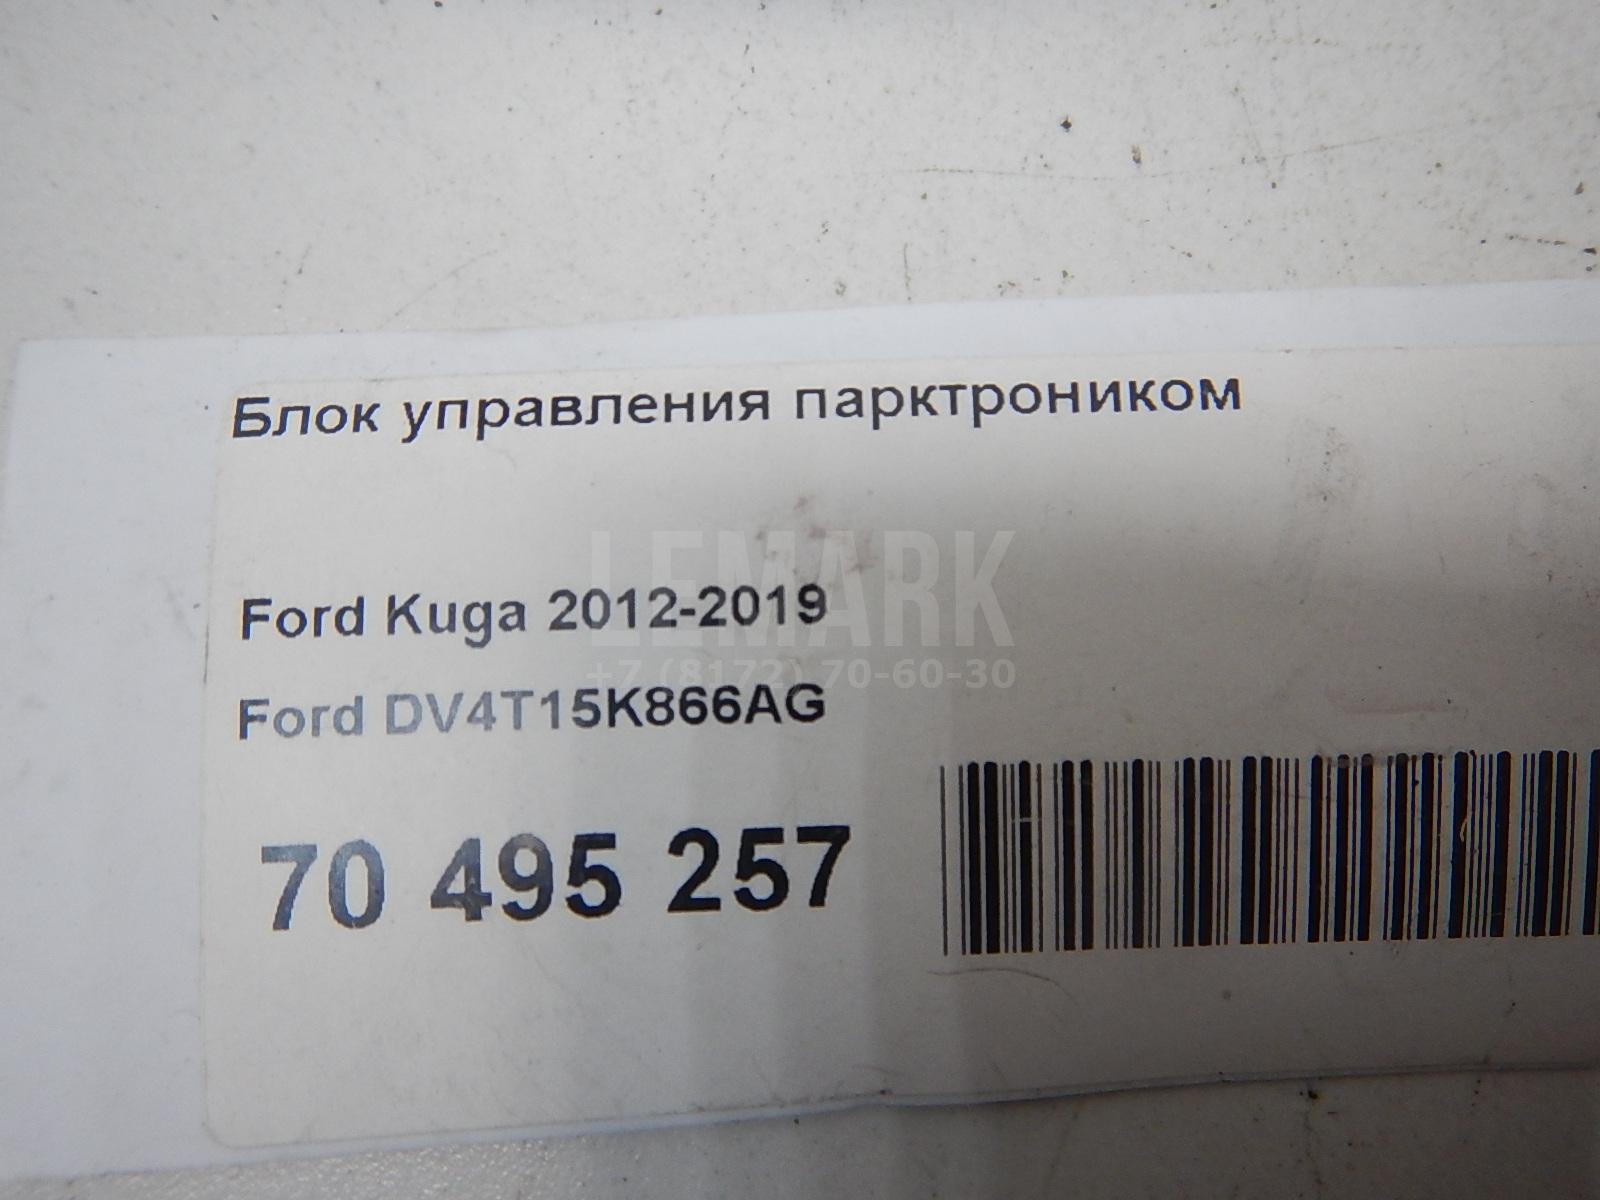 Блок управления парктроником
LEMARK
Ford Kuga 2012-2019
+7 (8172) 70-60-30
Ford DV4T15K866AG
70 495 257